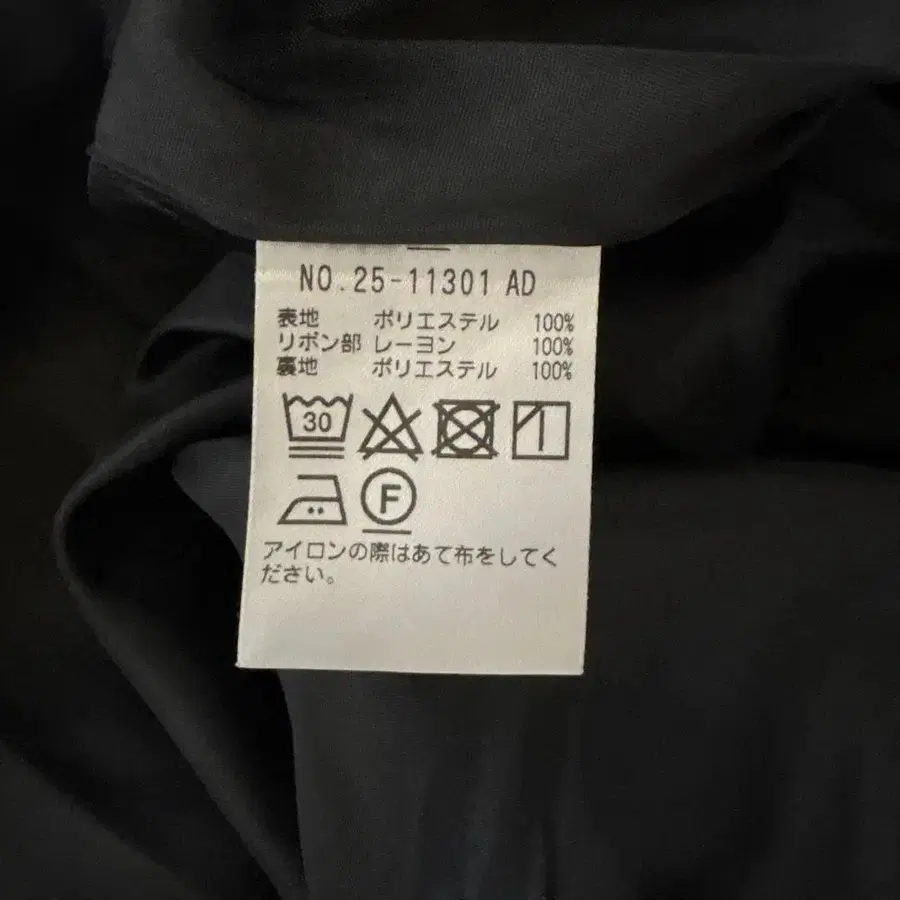 NO.25-11301 AD
表地 ポリエステル 100%
リボン部 レーヨン 100%
裏地 ポリエステル 100%
30
F
アイロンの際はあて布をしてく
ださい。